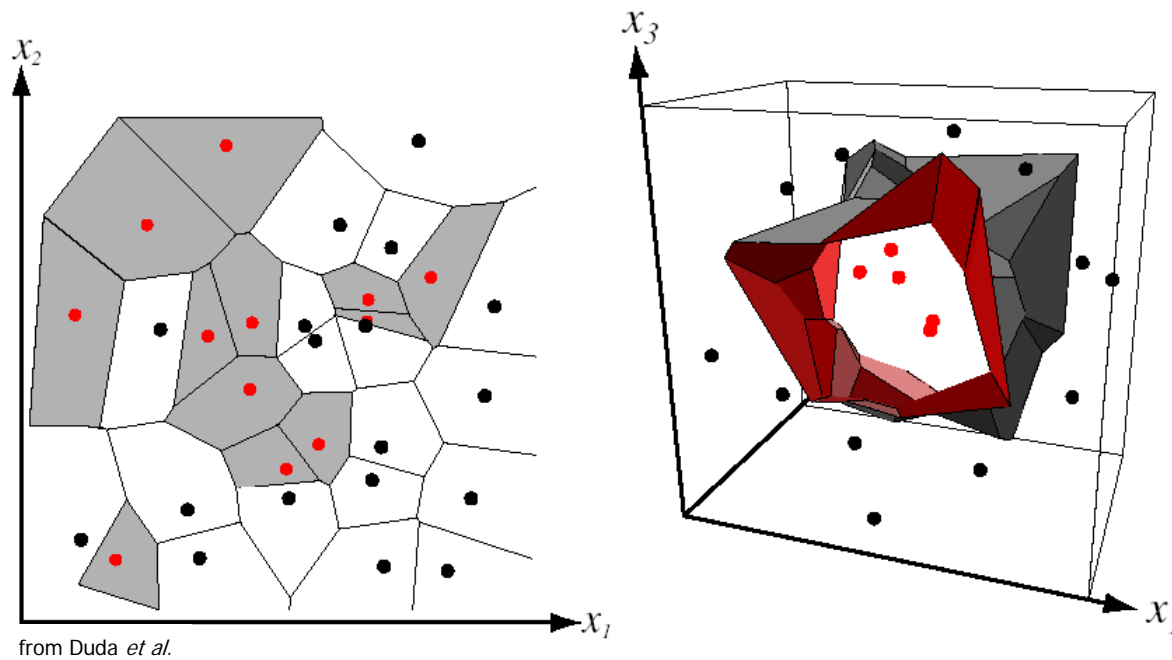 x₂
x₁
from Duda et al.
x₃
x